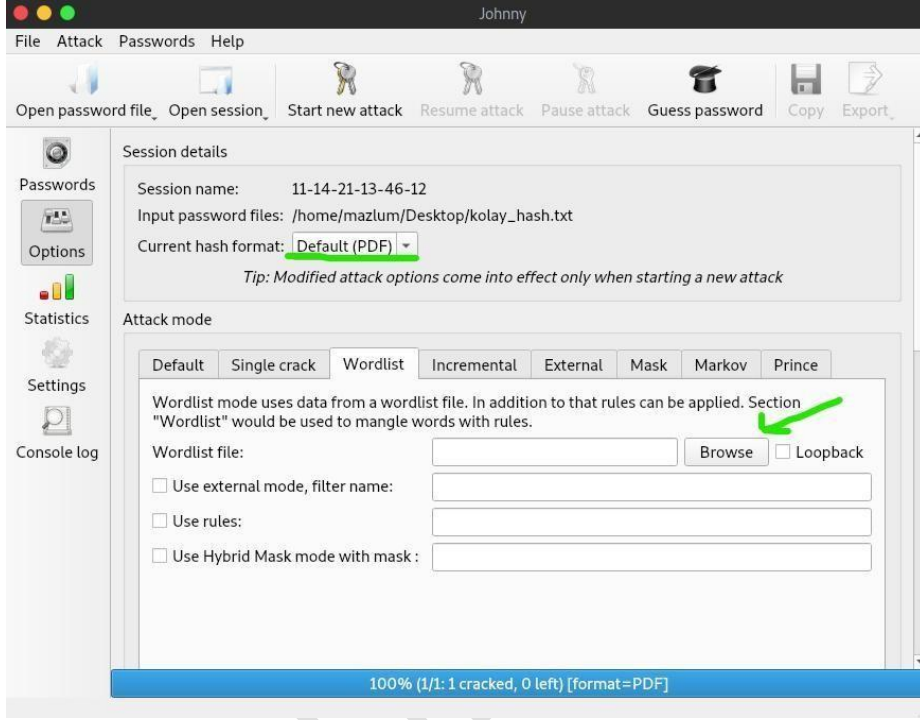 Johnny
File Attack Passwords Help
Open password file Open session Start new attack Resume attack Pause attack Guess password Copy Export
Passwords
Options
Statistics
Settings
Console log
Session details
Session name: 11-14-21-13-46-12
Input password files: /home/mazlum/Desktop/kolay_hash.txt
Current hash format: Default (PDF)
Tip: Modified attack options come into effect only when starting a new attack
Attack mode
Default Single crack Wordlist Incremental External Mask Markov Prince
Wordlist mode uses data from a wordlist file. In addition to that rules can be applied. Section
"Wordlist" would be used to mangle words with rules.
Wordlist file: Browse Loopback
Use external mode, filter name:
Use rules:
Use Hybrid Mask mode with mask :
100% (1/1: 1 cracked, 0 left) [format=PDF]